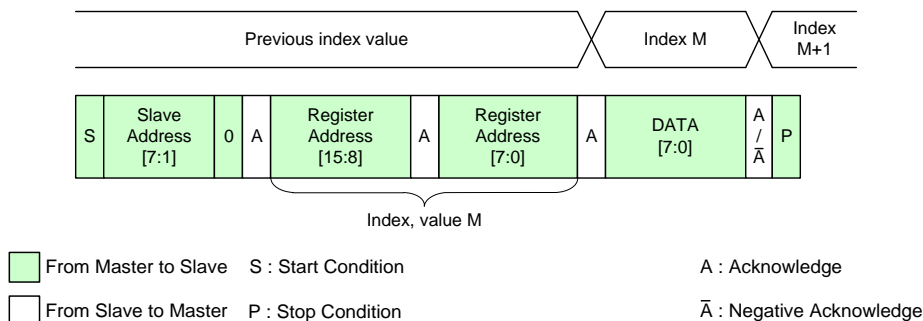 Previous index value
Index M
Index
M+1
S
Slave
Address
[7:1]
0
A
Register
Address
[15:8]
A
Register
Address
[7:0]
A
DATA
[7:0]
A
/
A̅
P
Index, value M
From Master to Slave
S : Start Condition
A : Acknowledge
From Slave to Master
P : Stop Condition
A̅ : Negative Acknowledge